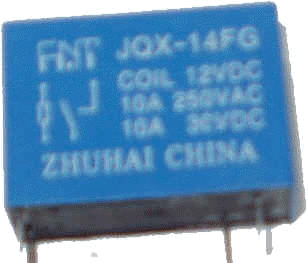 JQX-14FG
COIL 12VDC
10A 250VAC
10A 30VDC
ZHUHAI CHINA